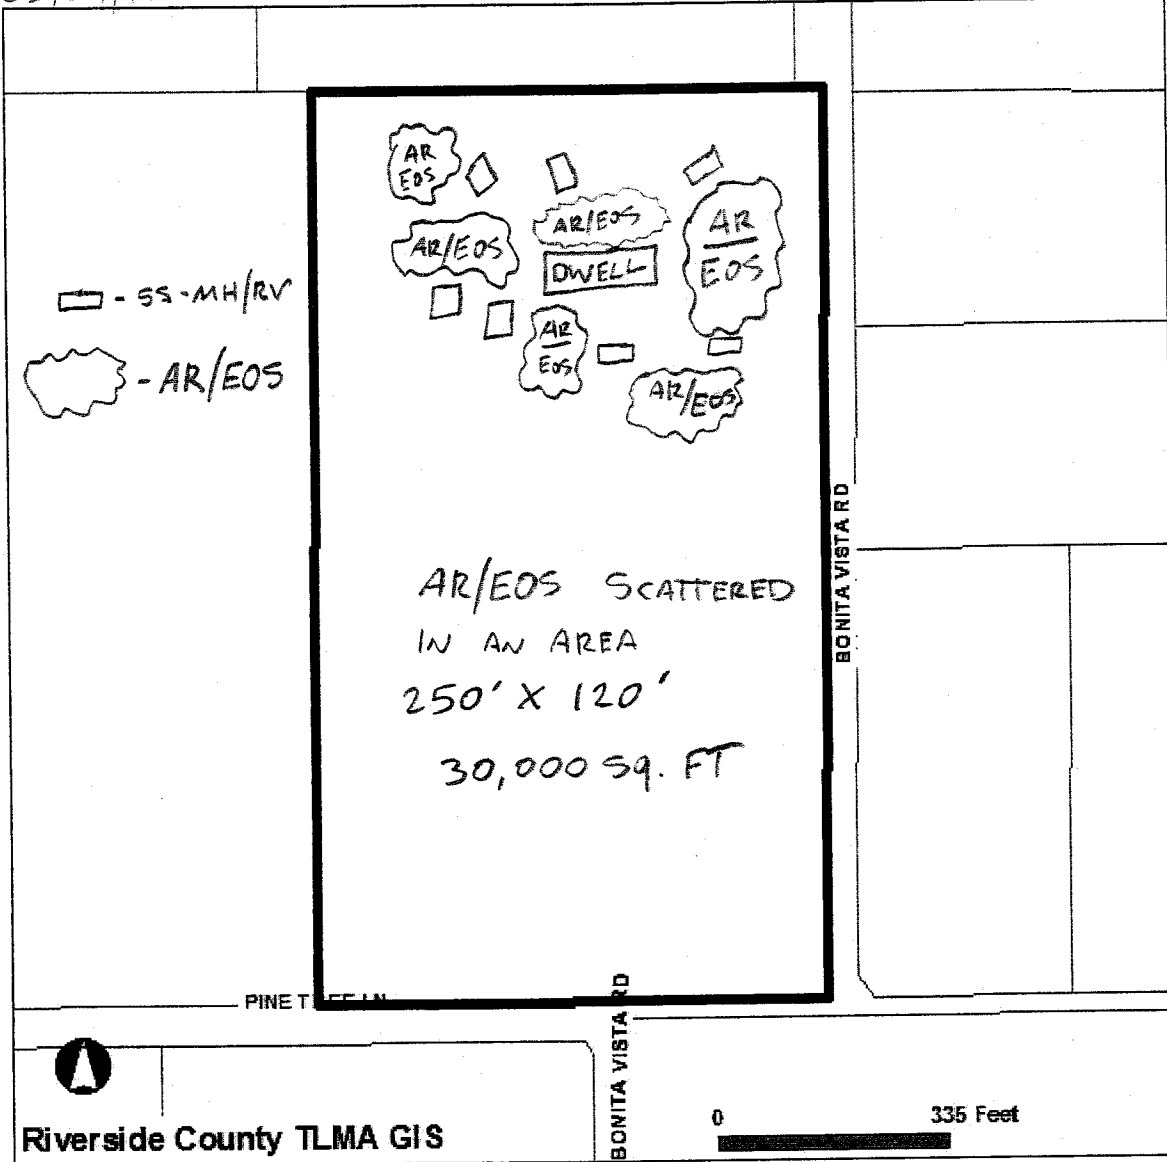 AR
EOS
AR/EOS
AR/EOS
AR
EOS
DWELL
- SS-MH/RV
AR
EOS
- AR/EOS
AR/EOS
AR/EOS SCATTERED
IN AN AREA
250' X 120'
30,000 Sq. FT
BONITA VISTA RD
PINE TREE LN
BONITA VISTA RD
Riverside County TLMA GIS
0 335 Feet